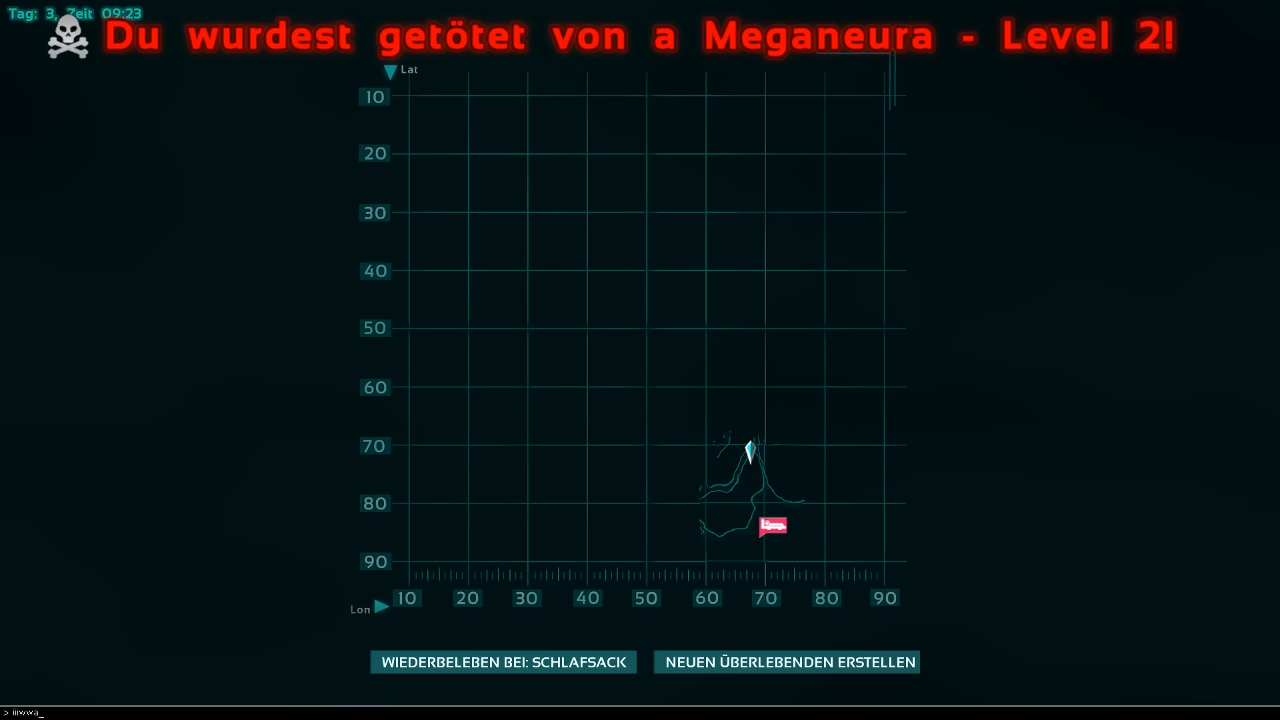 Tag: 3, Zeit 09:23
Du wurdest getötet von a Meganeura - Level 2!
Lat
10
20
30
40
50
60
70
80
90
10 20 30 40 50 60 70 80 90
Lon
WIEDERBELEBEN BEI: SCHLAFSACK
NEUEN ÜBERLEBENDEN ERSTELLEN